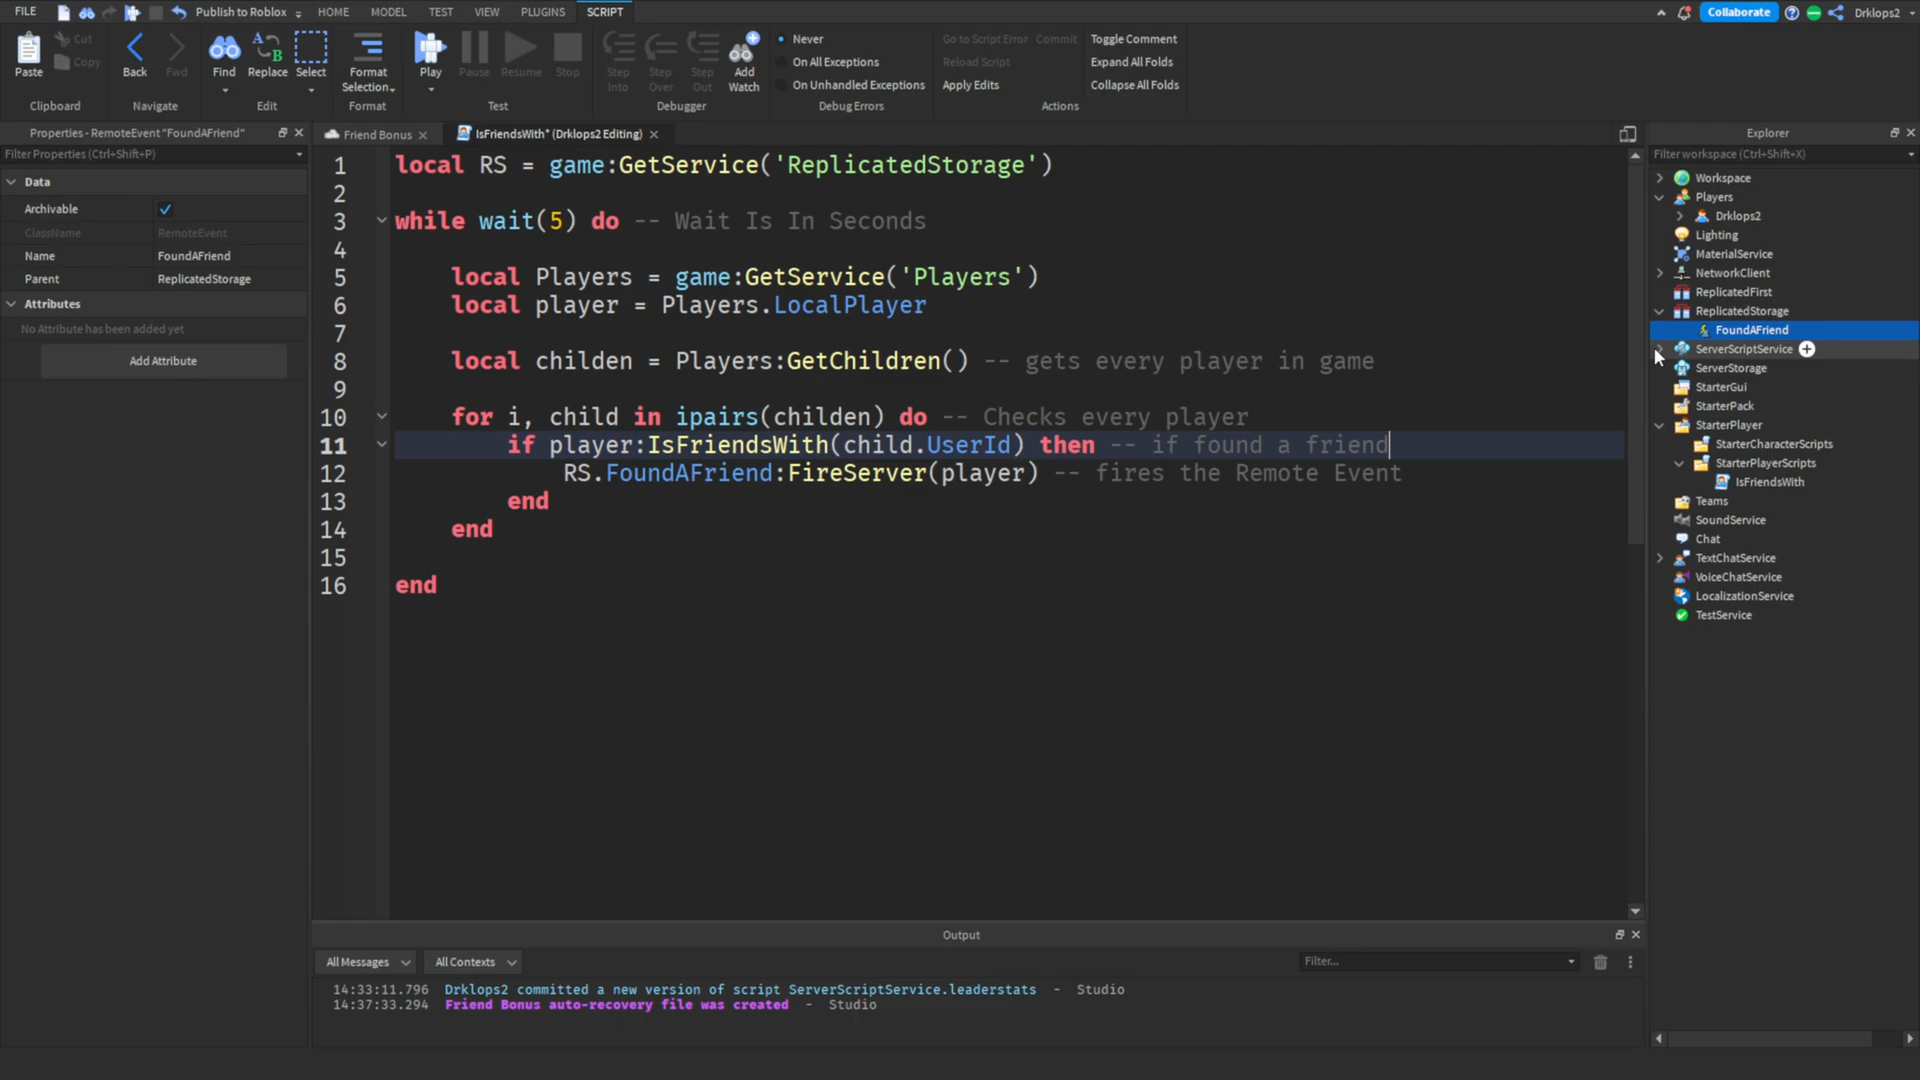 FILE Publish to Roblox HOME MODEL TEST VIEW PLUGINS SCRIPT Collaborate Drklops2
Paste Cut Copy Clipboard
Back Fwd Navigate
Find Replace Select Edit
Format Selection Format
Play Pause Resume Stop Test
Step Into Step Over Step Out Add Watch Debugger
Never
On All Exceptions
On Unhandled Exceptions
Debug Errors
Go to Script Error Commit Toggle Comment
Reload Script Expand All Folds
Apply Edits Collapse All Folds
Actions
Properties - RemoteEvent "FoundAFriend"
Filter Properties (Ctrl+Shift+P)
Data
Archivable
ClassName RemoteEvent
Name FoundAFriend
Parent ReplicatedStorage
Attributes
No Attribute has been added yet
Add Attribute
Friend Bonus IsFriendsWith* (Drklops2 Editing)
1 local RS = game:GetService('ReplicatedStorage')
2
3 while wait(5) do -- Wait Is In Seconds
4
5 local Players = game:GetService('Players')
6 local player = Players.LocalPlayer
7
8 local childen = Players:GetChildren() -- gets every player in game
9
10 for i, child in ipairs(childen) do -- Checks every player
11 if player:IsFriendsWith(child.UserId) then -- if found a friend
12 RS.FoundAFriend:FireServer(player) -- fires the Remote Event
13 end
14 end
15
16 end
Output
All Messages All Contexts Filter...
14:33:11.796 Drklops2 committed a new version of script ServerScriptService.leaderstats - Studio
14:37:33.294 Friend Bonus auto-recovery file was created - Studio
Explorer
Filter workspace (Ctrl+Shift+X)
Workspace
Players
Drklops2
Lighting
MaterialService
NetworkClient
ReplicatedFirst
ReplicatedStorage
FoundAFriend
ServerScriptService
ServerStorage
StarterGui
StarterPack
StarterPlayer
StarterCharacterScripts
StarterPlayerScripts
IsFriendsWith
Teams
SoundService
Chat
TextChatService
VoiceChatService
LocalizationService
TestService